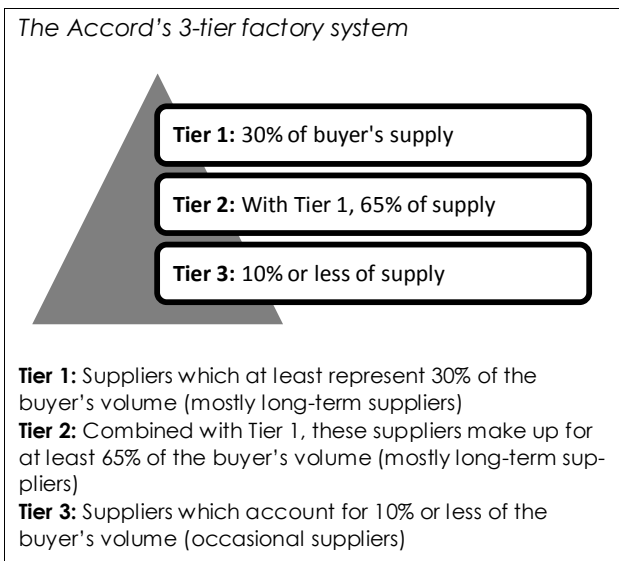 The Accord's 3-tier factory system
Tier 1: 30% of buyer's supply
Tier 2: With Tier 1, 65% of supply
Tier 3: 10% or less of supply
Tier 1: Suppliers which at least represent 30% of the
buyer's volume (mostly long-term suppliers)
Tier 2: Combined with Tier 1, these suppliers make up for
at least 65% of the buyer's volume (mostly long-term sup-
pliers)
Tier 3: Suppliers which account for 10% or less of the
buyer's volume (occasional suppliers)